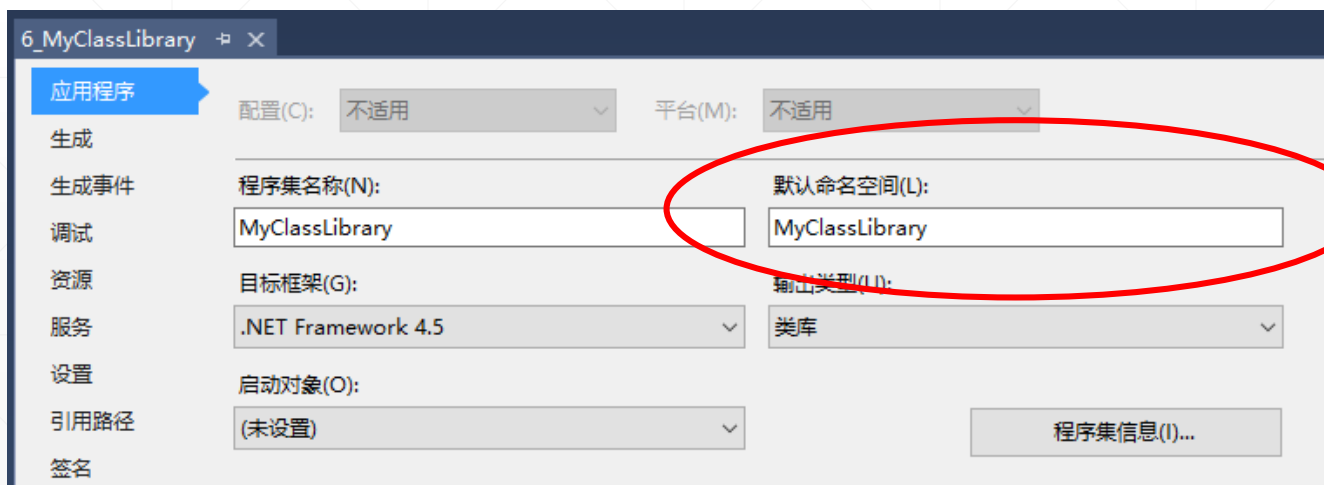 6_MyClassLibrary
应用程序
配置(C): 不适用 平台(M): 不适用
生成
生成事件
程序集名称(N): 默认命名空间(L):
调试
MyClassLibrary MyClassLibrary
资源
目标框架(G): 输出类型(U):
服务
.NET Framework 4.5 类库
设置
启动对象(O):
引用路径
(未设置) 程序集信息(I)...
签名